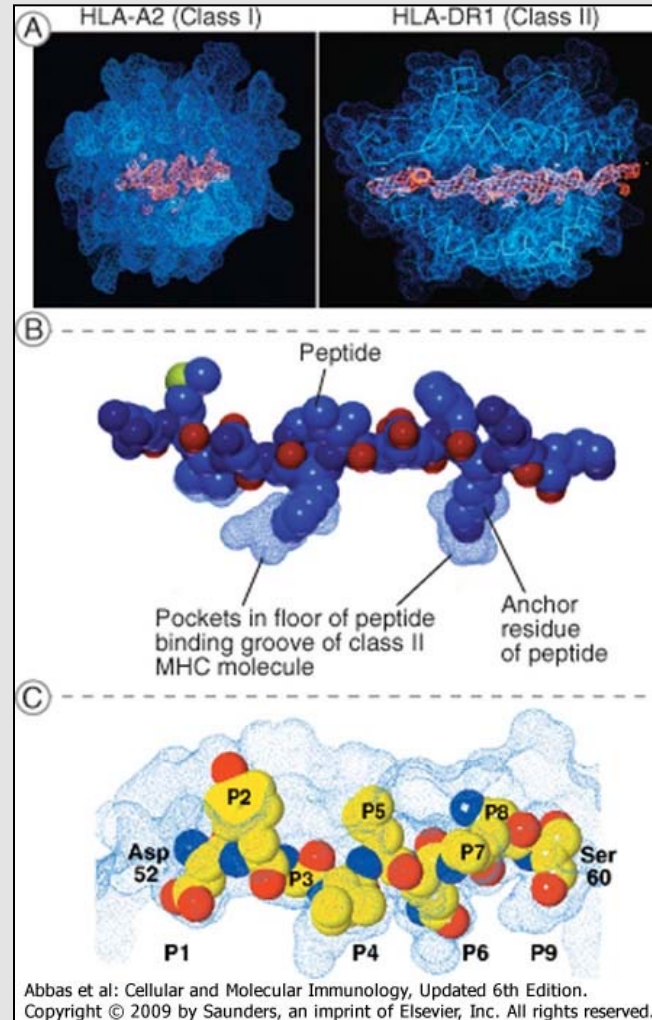 A
HLA-A2 (Class I)
HLA-DR1 (Class II)
B
Peptide
Pockets in floor of peptide
binding groove of class II
MHC molecule
Anchor
residue
of peptide
C
P2
P5
P8
Asp
52
P3
P7
Ser
60
P1
P4
P6
P9
Abbas et al: Cellular and Molecular Immunology, Updated 6th Edition.
Copyright © 2009 by Saunders, an imprint of Elsevier, Inc. All rights reserved.